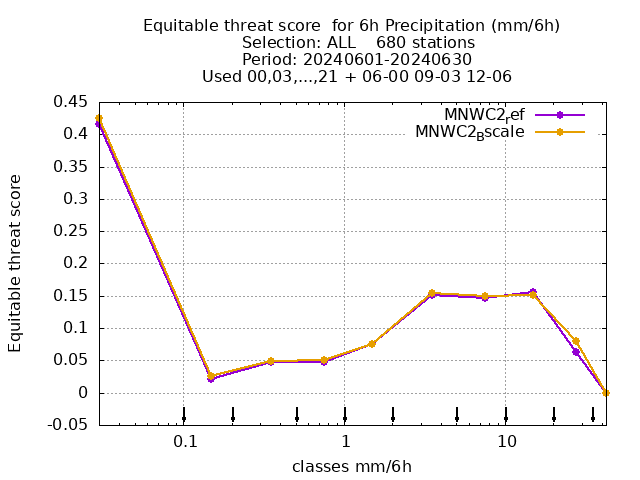 Equitable threat score  for 6h Precipitation (mm/6h)
Selection: ALL    680 stations
Period: 20240601-20240630
Used 00,03,...,21 + 06-00 09-03 12-06
MNWC2ref
MNWC2Bscale
0.45
0.4
0.35
0.3
0.25
0.2
0.15
0.1
0.05
0
-0.05
0.1
1
10
Equitable threat score
classes mm/6h